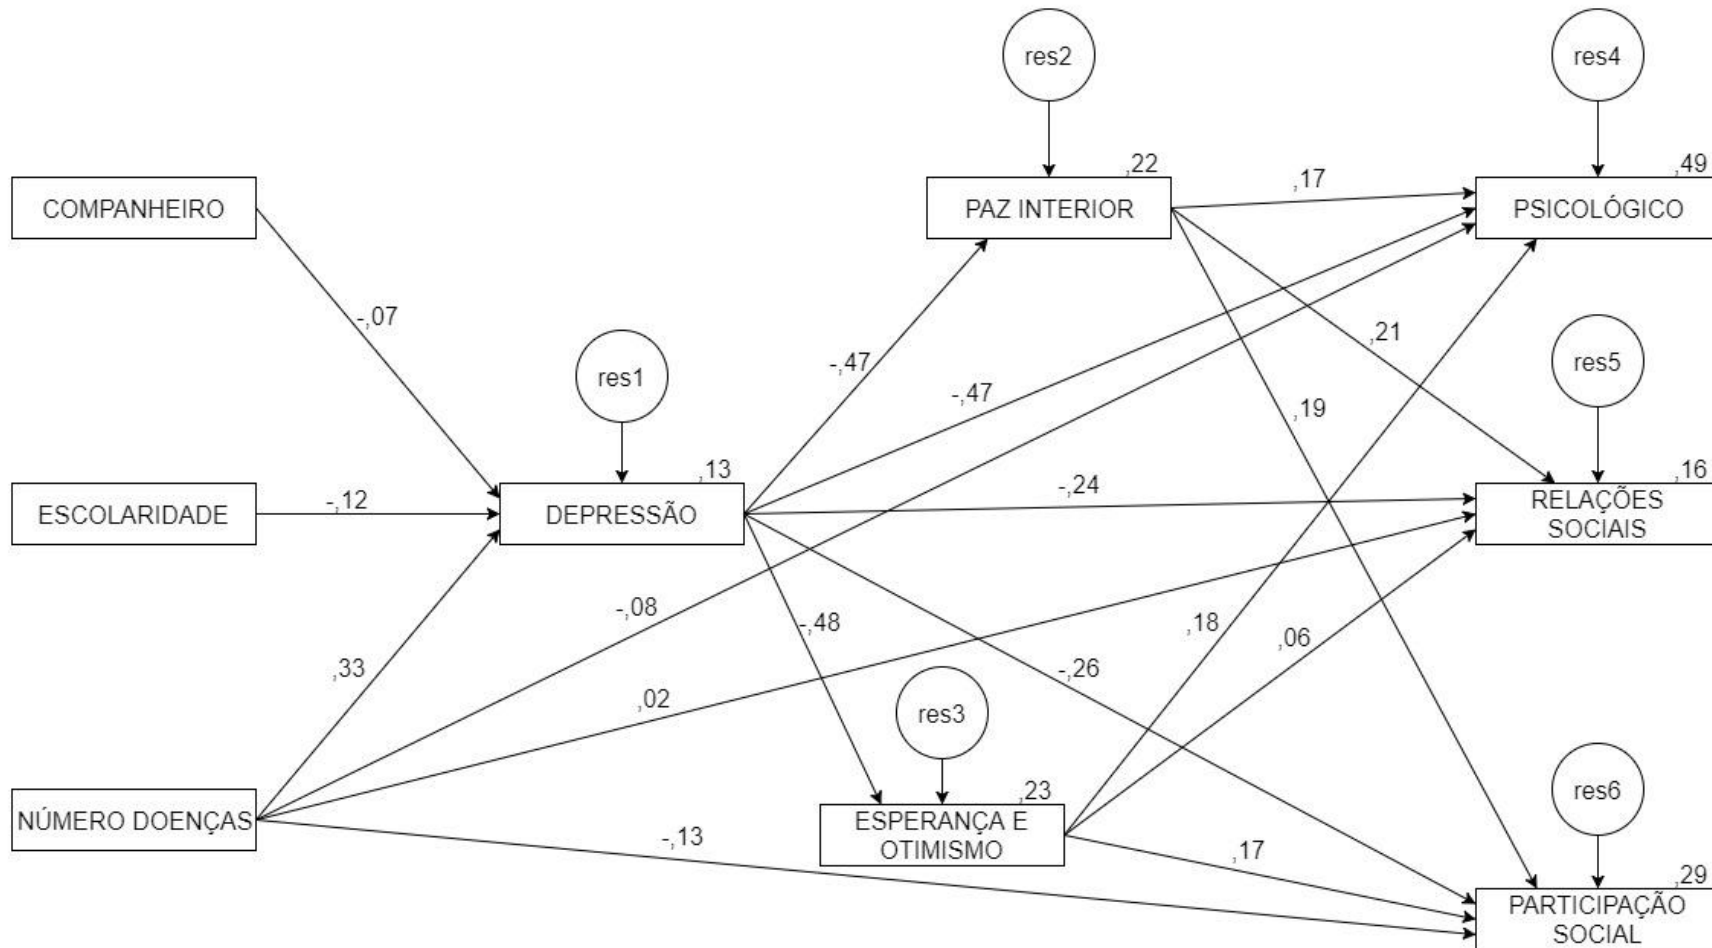 res2
res4
,22
,49
COMPANHEIRO
PAZ INTERIOR
,17
PSICOLÓGICO
-,07
,21
res5
-,47
res1
-,47
,19
,13
-,24
,16
ESCOLARIDADE
-,12
DEPRESSÃO
RELAÇÕES
SOCIAIS
-,08
-,48
,18
,06
,33
-,26
,02
res3
res6
,23
NÚMERO DOENÇAS
ESPERANÇA E
OTIMISMO
-,13
,17
,29
PARTICIPAÇÃO
SOCIAL